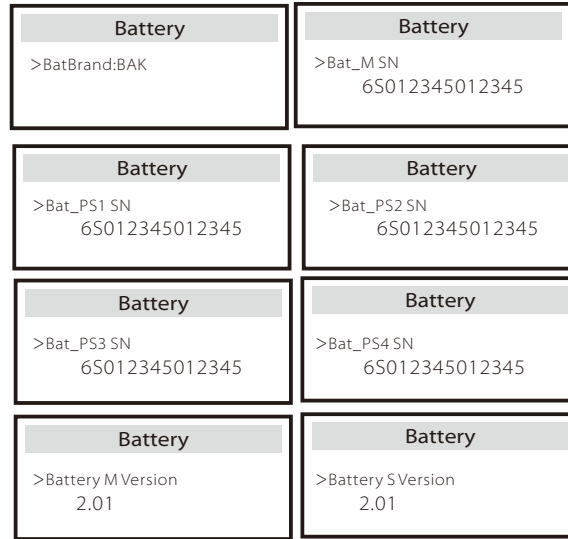 Battery
>BatBrand:BAK
Battery
>Bat_M SN
6S012345012345
Battery
>Bat_PS1 SN
6S012345012345
Battery
>Bat_PS2 SN
6S012345012345
Battery
>Bat_PS3 SN
6S012345012345
Battery
>Bat_PS4 SN
6S012345012345
Battery
>Battery M Version
2.01
Battery
>Battery S Version
2.01